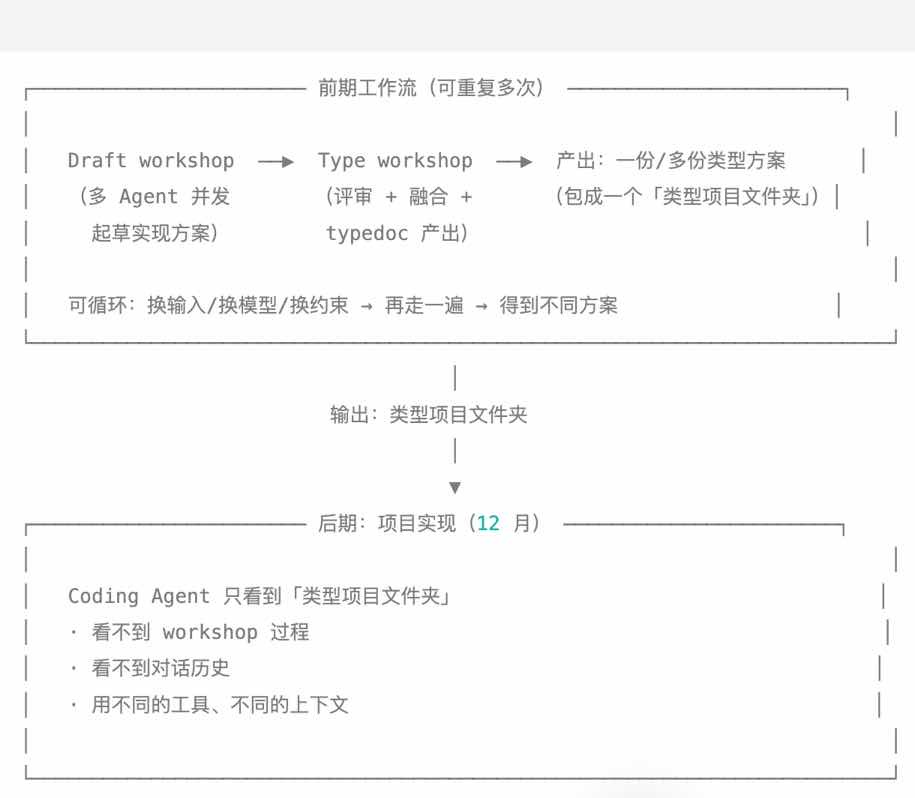 前期工作流（可重复多次）
Draft workshop ──▶ Type workshop ──▶ 产出：一份/多份类型方案
（多 Agent 并发 （评审 + 融合 + （包成一个「类型项目文件夹」）
起草实现方案） typedoc 产出）
可循环：换输入/换模型/换约束 → 再走一遍 → 得到不同方案
输出：类型项目文件夹
▼
后期：项目实现（12 月）
Coding Agent 只看到「类型项目文件夹」
· 看不到 workshop 过程
· 看不到对话历史
· 用不同的工具、不同的上下文